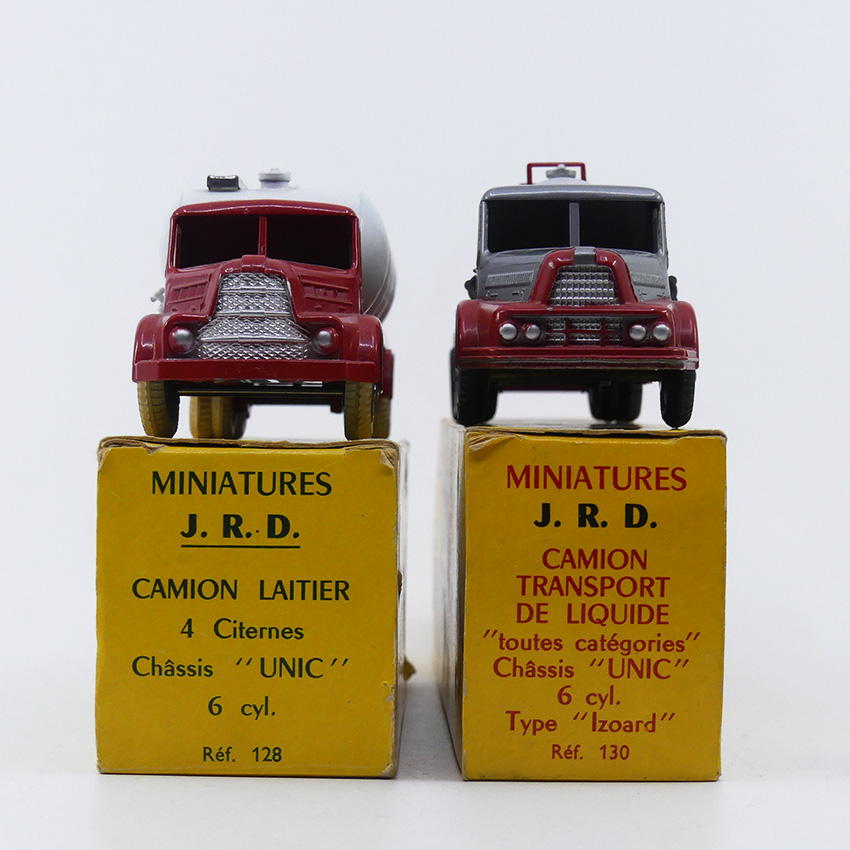 MINIATURES
J. R. D.
CAMION LAITIER
4 Citernes
Châssis "UNIC"
6 cyl.
Réf. 128
MINIATURES
J. R. D.
CAMION
TRANSPORT
DE LIQUIDE
"toutes catégories"
Châssis "UNIC"
6 cyl.
Type "Izoard"
Réf. 130